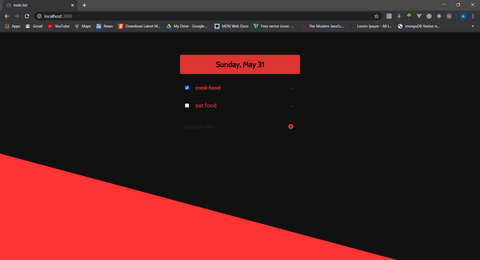 todo list
localhost:3000
Apps Gmail YouTube Maps News Download Latest M... My Drive - Google... MDN Web Docs Free vector icons -... The Modern JavaSc... Lorem Ipsum - All t... mongoDB Native o...
Sunday, May 31
cook food
eat food